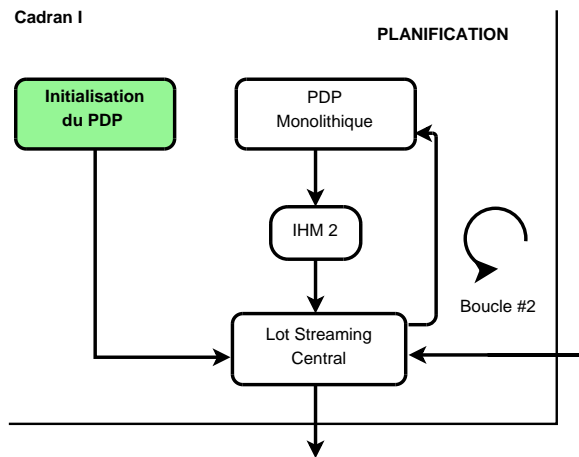 Cadran I
PLANIFICATION
Initialisation
du PDP
PDP
Monolithique
IHM 2
Boucle #2
Lot Streaming
Central